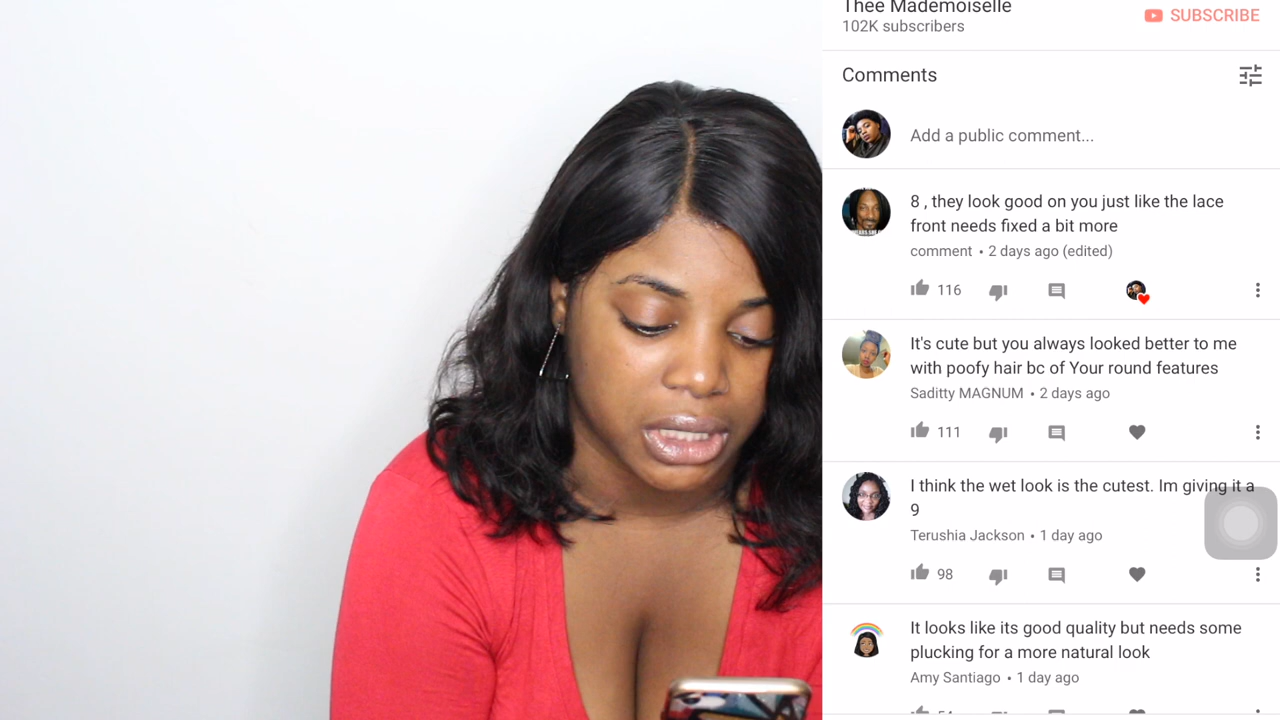 Thee Mademoiselle
102K subscribers
SUBSCRIBE
Comments
Add a public comment...
8 , they look good on you just like the lace
front needs fixed a bit more
comment • 2 days ago (edited)
116
It's cute but you always looked better to me
with poofy hair bc of Your round features
Saditty MAGNUM • 2 days ago
111
I think the wet look is the cutest. Im giving it a
9
Terushia Jackson • 1 day ago
98
It looks like its good quality but needs some
plucking for a more natural look
Amy Santiago • 1 day ago